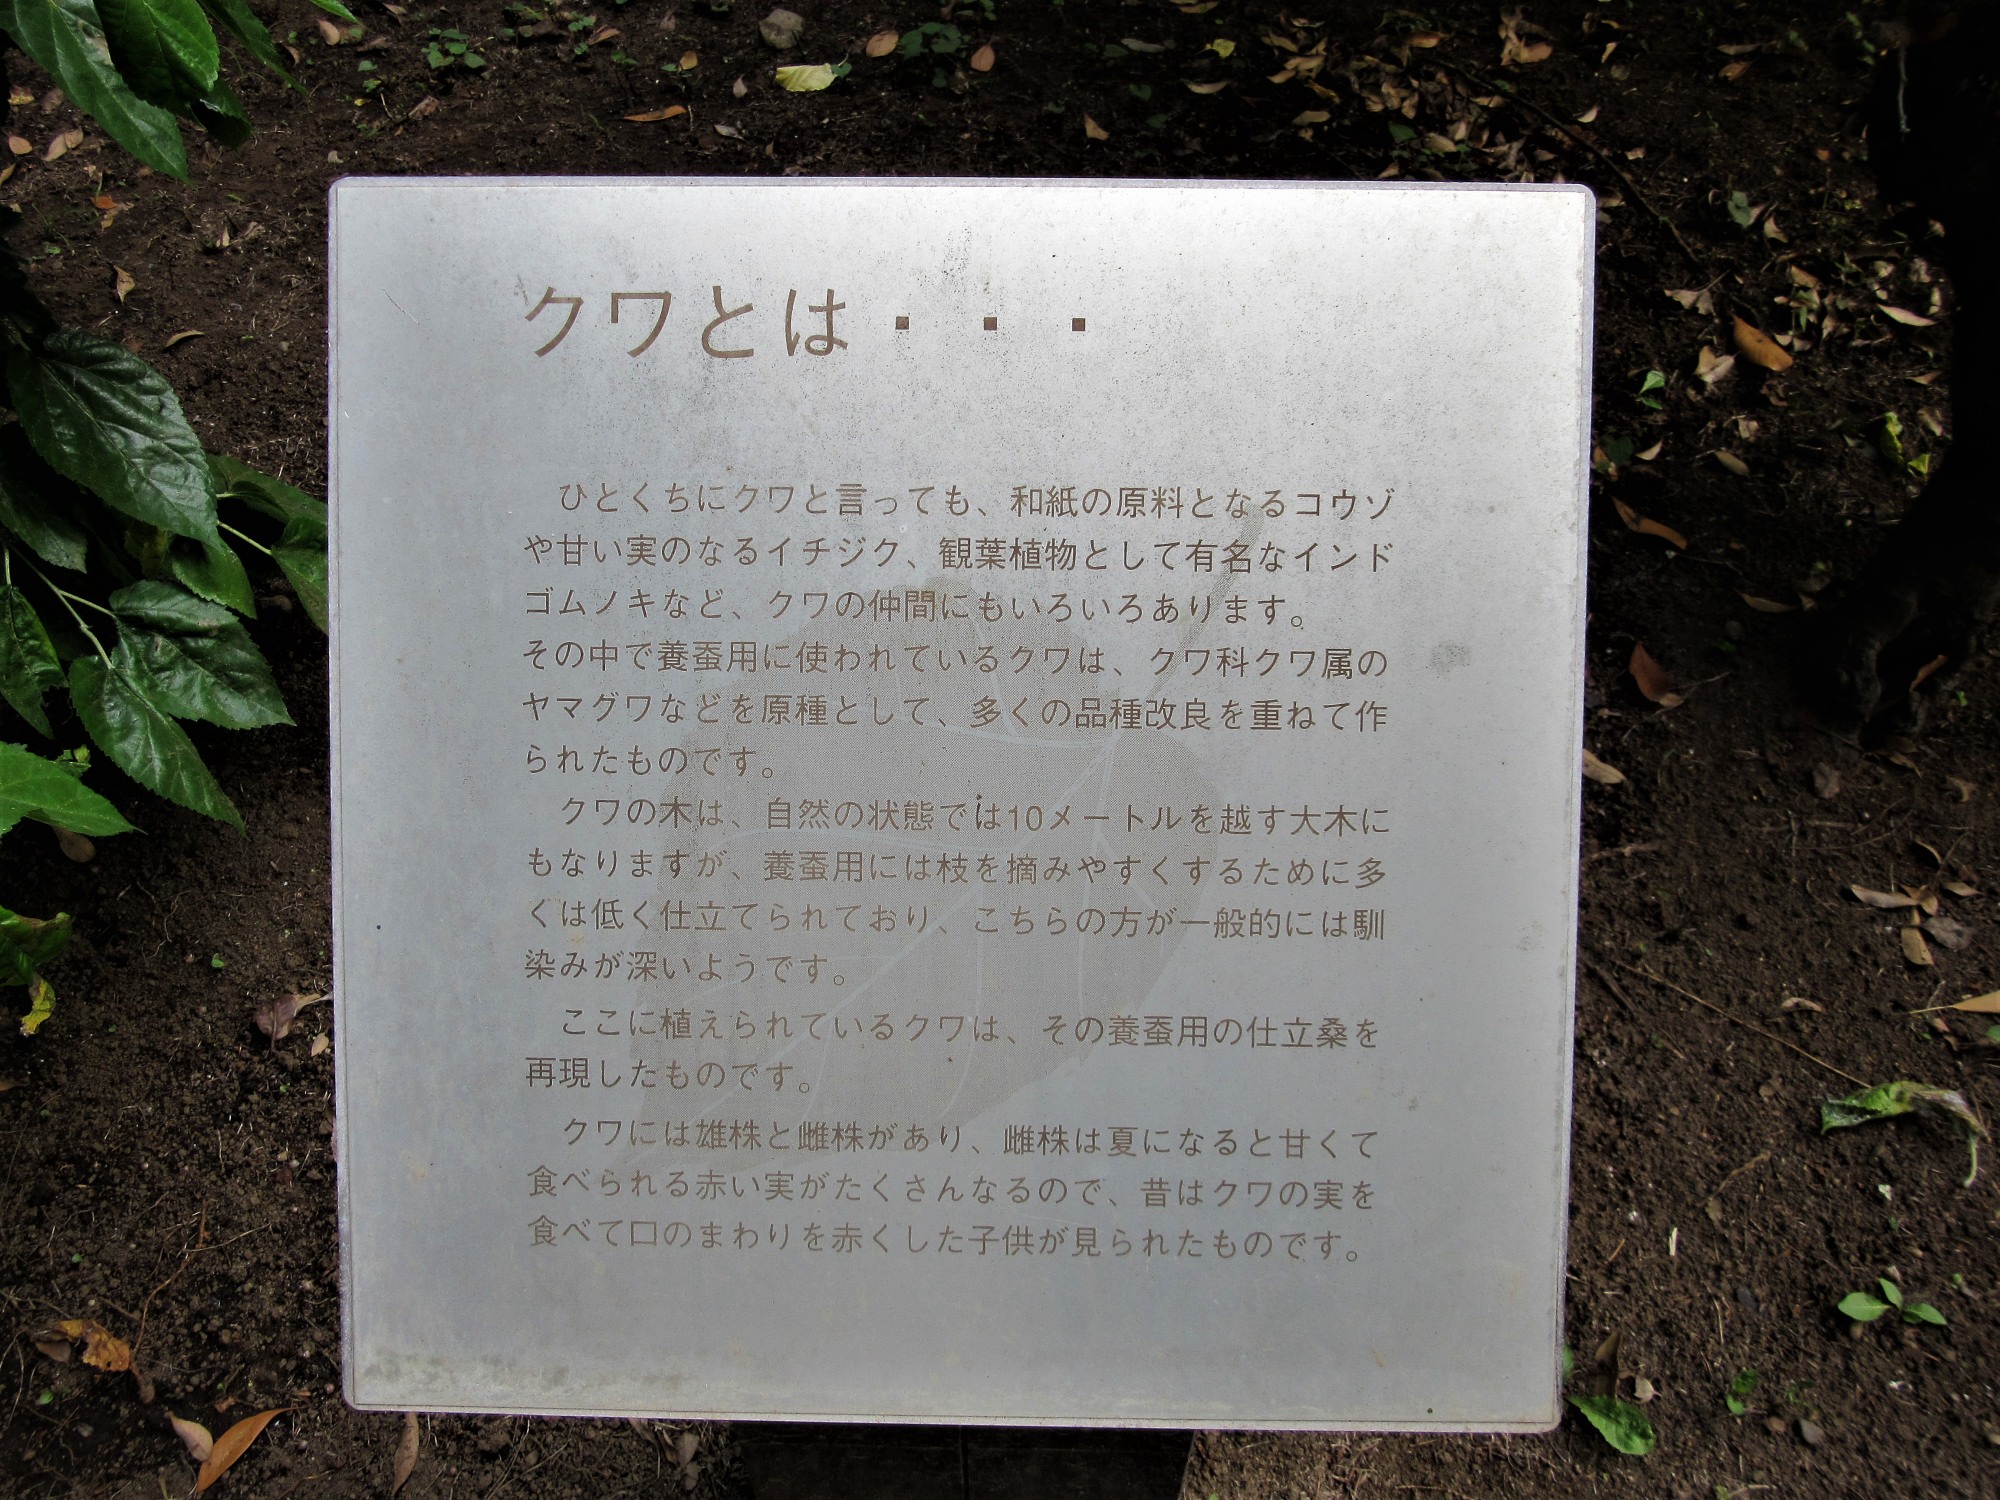 クワとは・・・
ひとくちにクワと言っても、和紙の原料となるコウゾ
や甘い実のなるイチジク、観葉植物として有名なインド
ゴムノキなど、クワの仲間にもいろいろあります。
その中で養蚕用に使われているクワは、クワ科クワ属の
ヤマグワなどを原種として、多くの品種改良を重ねて作
られたものです。
クワの木は、自然の状態では10メートルを越す大木に
もなりますが、養蚕用には枝を摘みやすくするために多
くは低く仕立てられており、こちらの方が一般的には馴
染みが深いようです。
ここに植えられているクワは、その養蚕用の仕立桑を
再現したものです。
クワには雄株と雌株があり、雌株は夏になると甘くて
食べられる赤い実がたくさんなるので、昔はクワの実を
食べて口のまわりを赤くした子供が見られたものです。